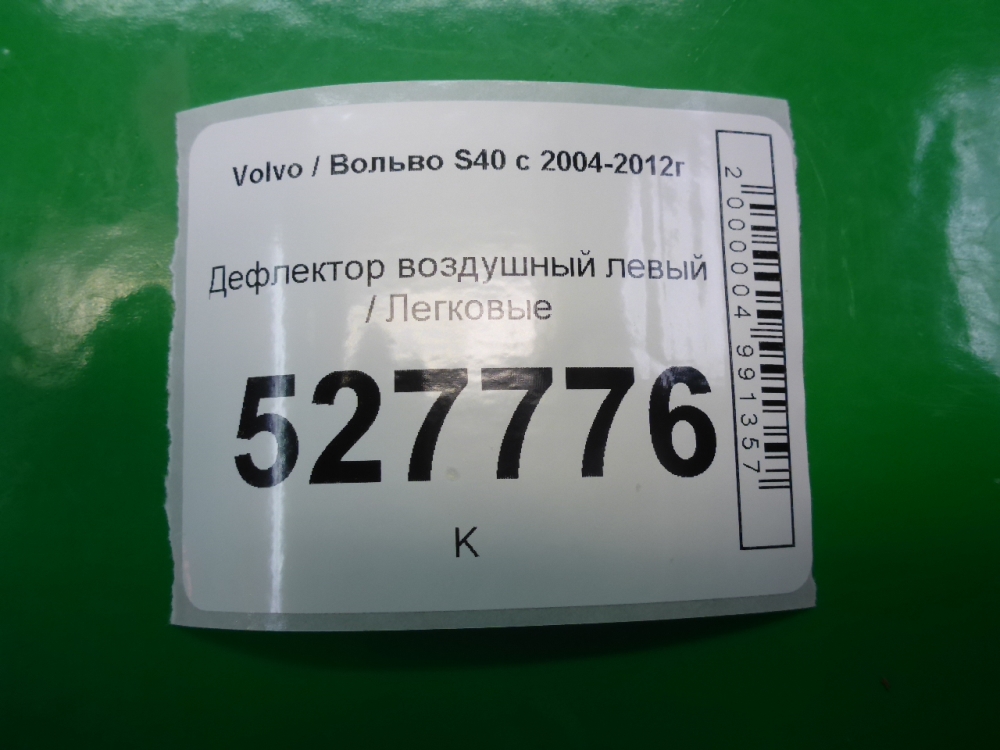 Volvo / Вольво S40 с 2004-2012г
Дефлектор воздушный левый
/ Легковые
527776
К
2000004991357